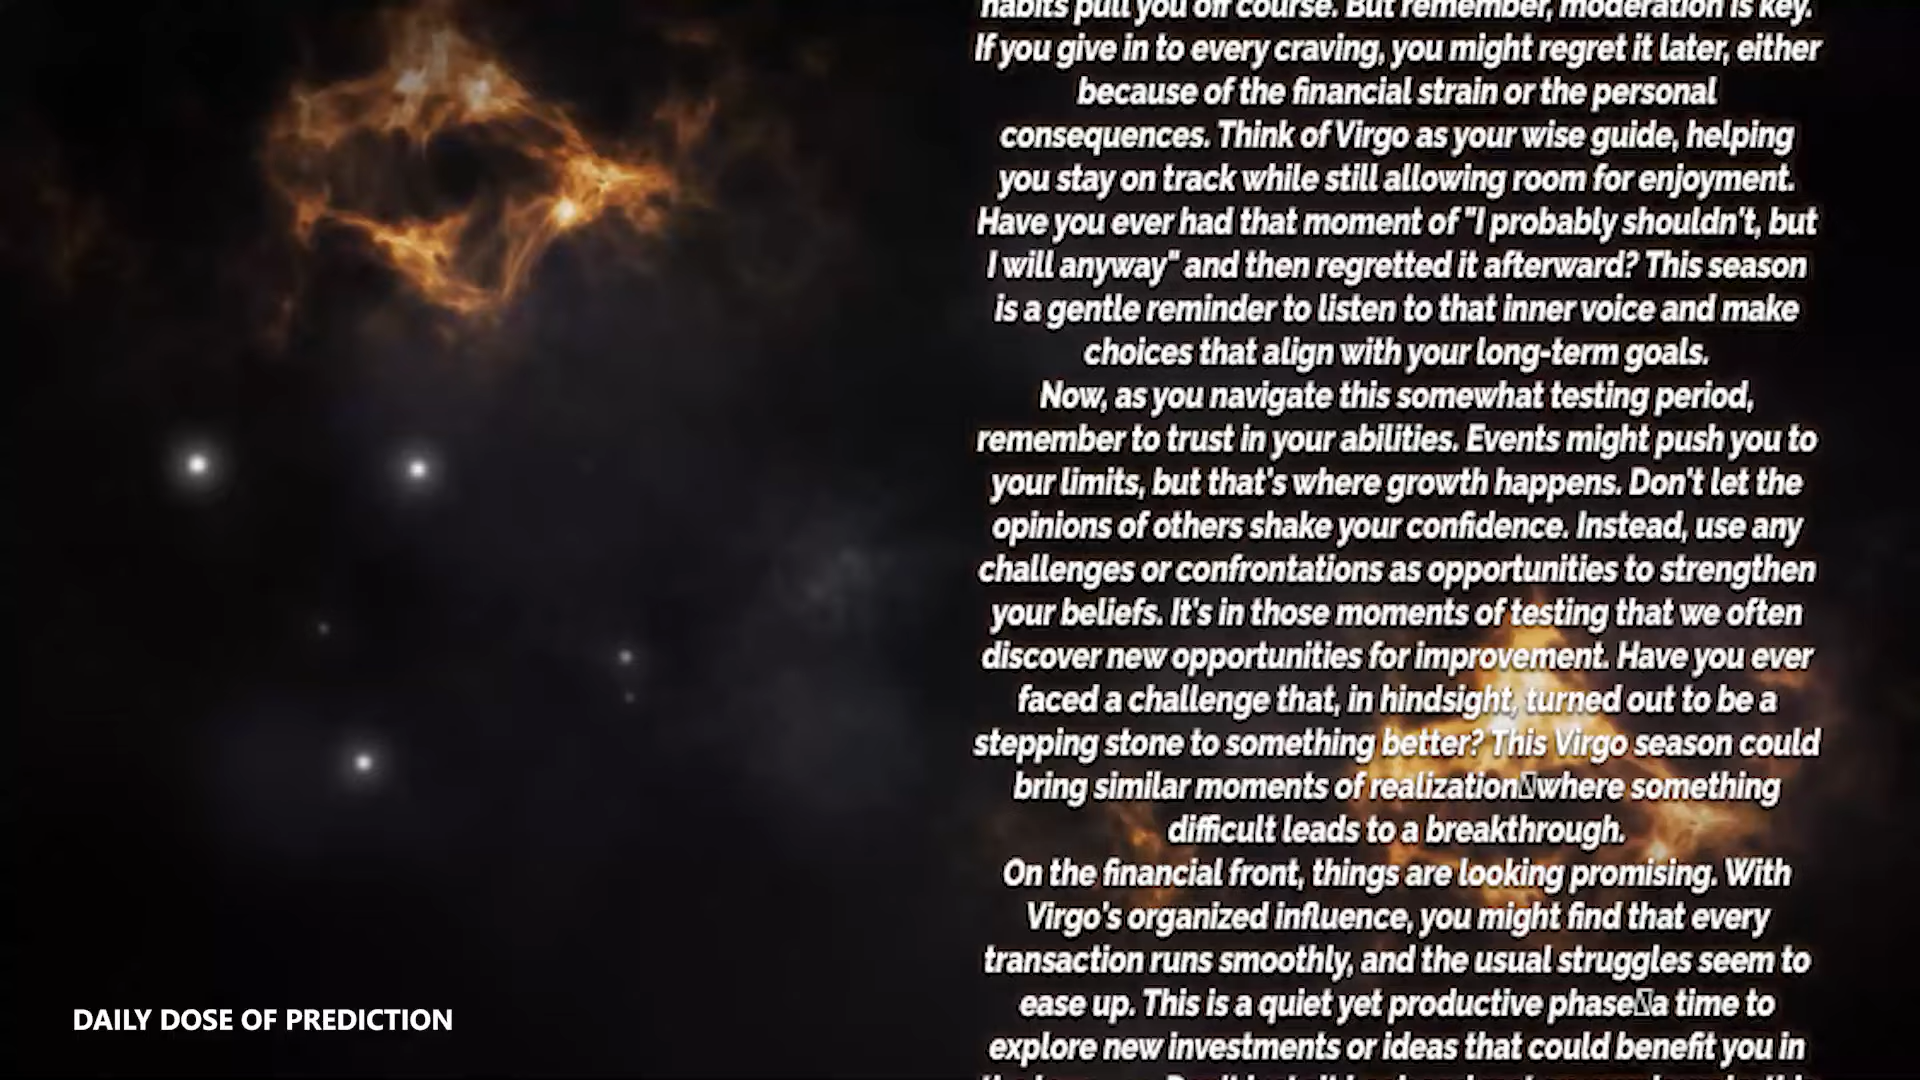 habits pull you off course. But remember, moderation is key.
If you give in to every craving, you might regret it later, either
because of the financial strain or the personal
consequences. Think of Virgo as your wise guide, helping
you stay on track while still allowing room for enjoyment.
Have you ever had that moment of "I probably shouldn't, but
I will anyway" and then regretted it afterward? This season
is a gentle reminder to listen to that inner voice and make
choices that align with your long-term goals.
Now, as you navigate this somewhat testing period,
remember to trust in your abilities. Events might push you to
your limits, but that's where growth happens. Don't let the
opinions of others shake your confidence. Instead, use any
challenges or confrontations as opportunities to strengthen
your beliefs. It's in those moments of testing that we often
discover new opportunities for improvement. Have you ever
faced a challenge that, in hindsight, turned out to be a
stepping stone to something better? This Virgo season could
bring similar moments of realization▯where something
difficult leads to a breakthrough.
On the financial front, things are looking promising. With
Virgo's organized influence, you might find that every
transaction runs smoothly, and the usual struggles seem to
ease up. This is a quiet yet productive phase▯a time to
explore new investments or ideas that could benefit you in
DAILY DOSE OF PREDICTION